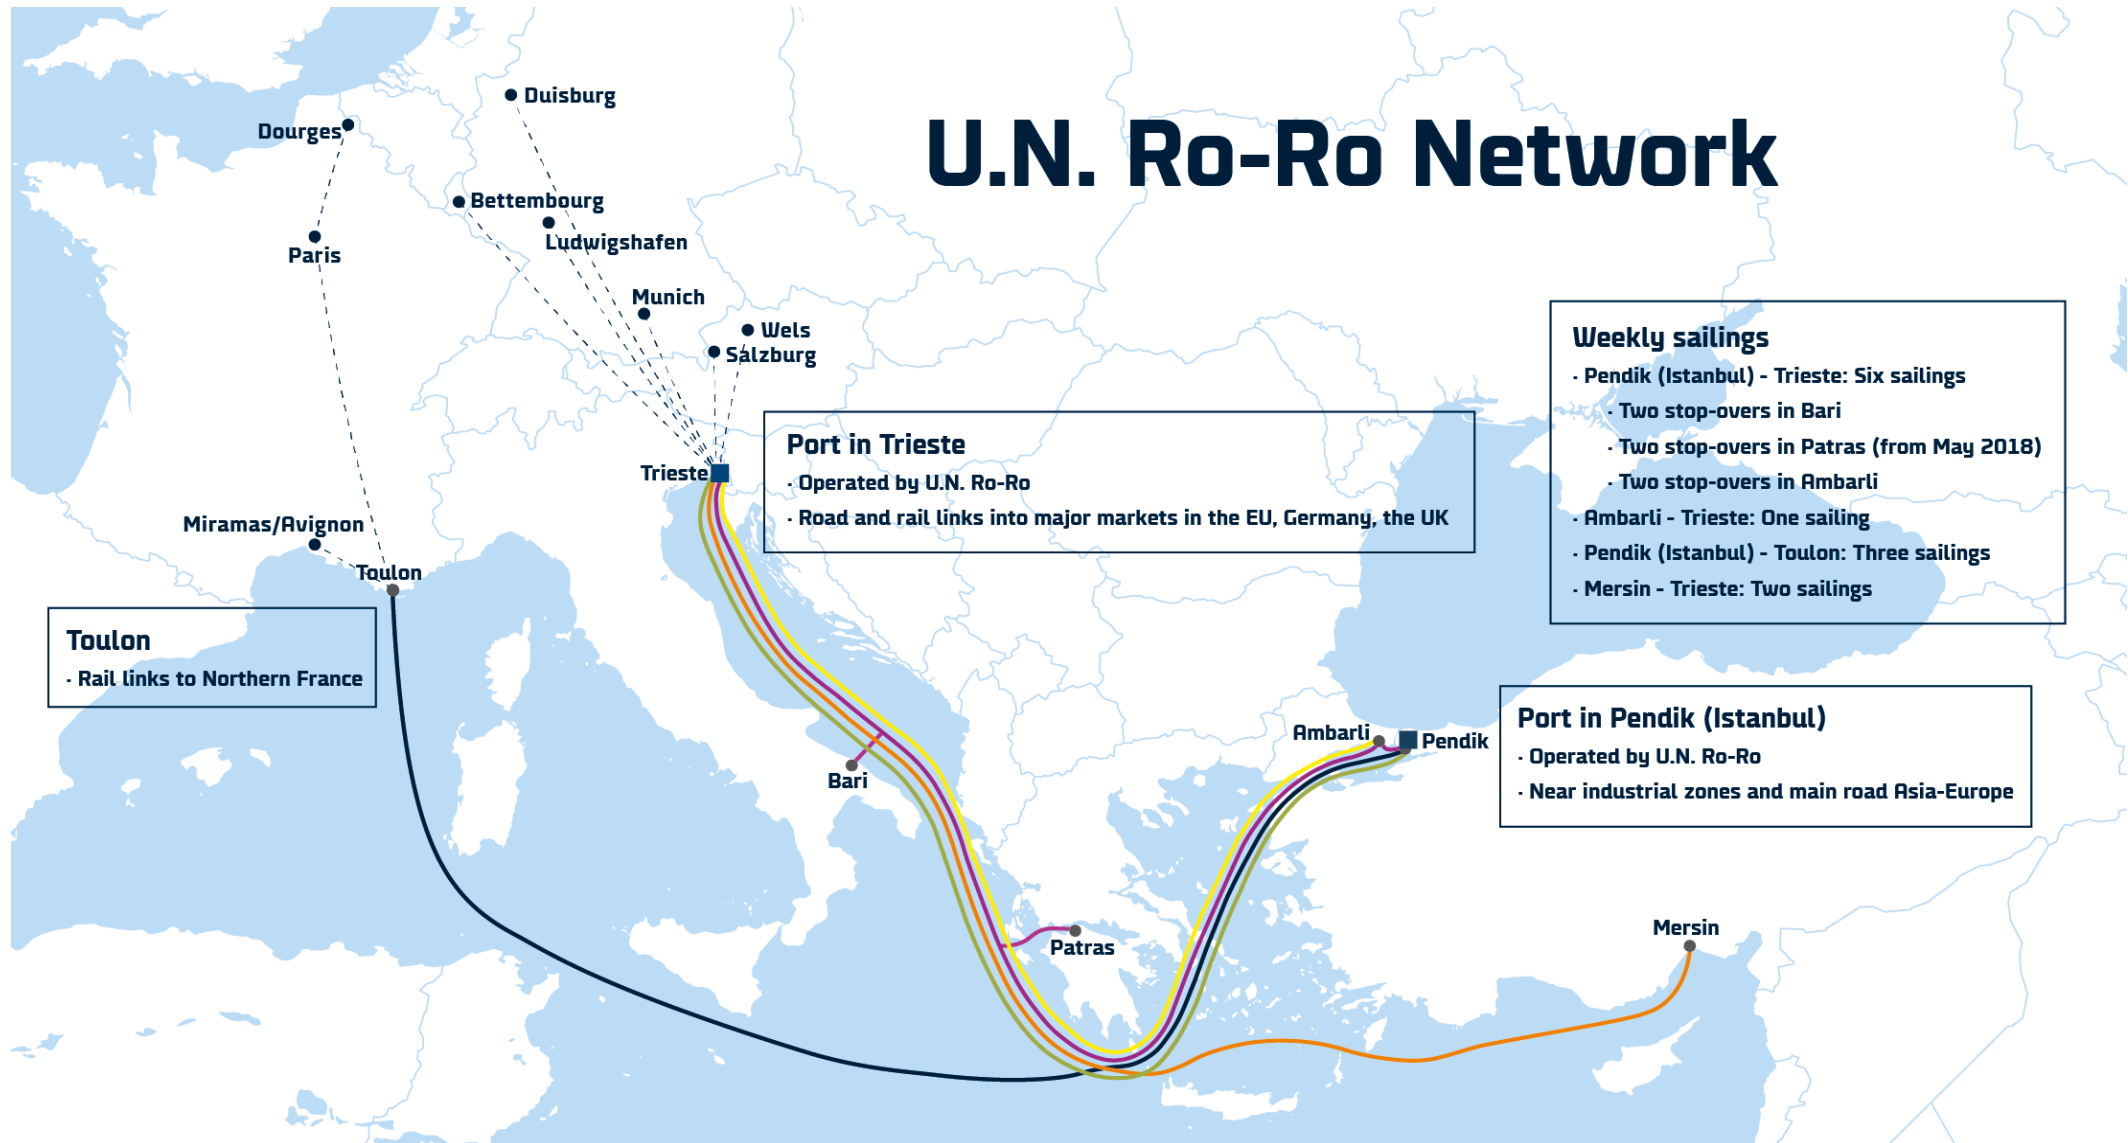 U.N. Ro-Ro Network
Duisburg
Dourges
Bettembourg
Ludwigshafen
Paris
Munich
Wels
Salzburg
Trieste
Miramas/Avignon
Toulon
Port in Trieste
· Operated by U.N. Ro-Ro
· Road and rail links into major markets in the EU, Germany, the UK
Weekly sailings
· Pendik (Istanbul) - Trieste: Six sailings
· Two stop-overs in Bari
· Two stop-overs in Patras (from May 2018)
· Two stop-overs in Ambarli
· Ambarli - Trieste: One sailing
· Pendik (Istanbul) - Toulon: Three sailings
· Mersin - Trieste: Two sailings
Toulon
· Rail links to Northern France
Port in Pendik (Istanbul)
· Operated by U.N. Ro-Ro
· Near industrial zones and main road Asia-Europe
Ambarli
Pendik
Bari
Patras
Mersin